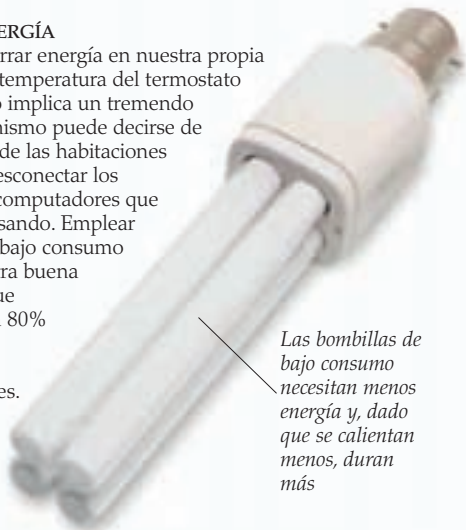 ERGÍA
rrar energía en nuestra propia
temperatura del termostato
o implica un tremendo
nismo puede decirse de
de las habitaciones
esconectar los
computadores que
sando. Emplear
bajo consumo
ra buena
ue
80%
es.
Las bombillas de
bajo consumo
necesitan menos
energía y, dado
que se calientan
menos, duran
más